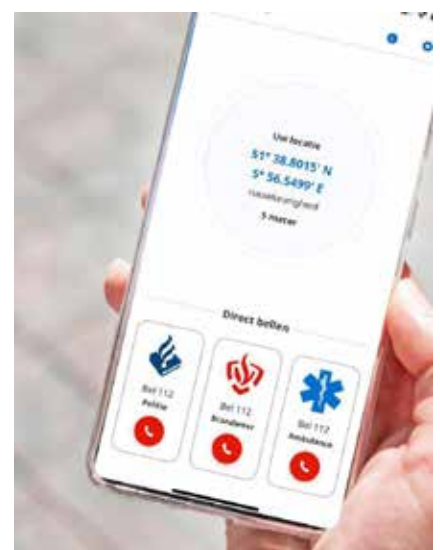 Uw locatie
51° 38.8015' N
5° 56.5499' E
nauwkeurigheid
5 meter
Direct bellen
Bel 112
Politie
Bel 112
Brandweer
Bel 112
Ambulance